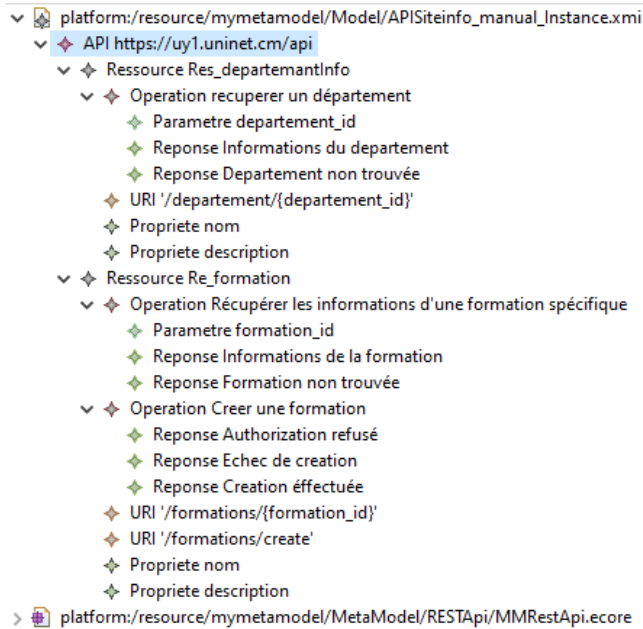 platform:/resource/mymetamodel/Model/APISiteinfo_manual_Instance.xmi
API https://uy1.uninet.cm/api
Ressource Res_departemantInfo
Operation recuperer un département
Parametre departement_id
Reponse Informations du departement
Reponse Departement non trouvée
URI '/departement/{departement_id}'
Propriete nom
Propriete description
Ressource Re_formation
Operation Récupérer les informations d'une formation spécifique
Parametre formation_id
Reponse Informations de la formation
Reponse Formation non trouvée
Operation Creer une formation
Reponse Authorization refusé
Reponse Echec de creation
Reponse Creation éffectuée
URI '/formations/{formation_id}'
URI '/formations/create'
Propriete nom
Propriete description
platform:/resource/mymetamodel/MetaModel/RESTApi/MMRestApi.ecore